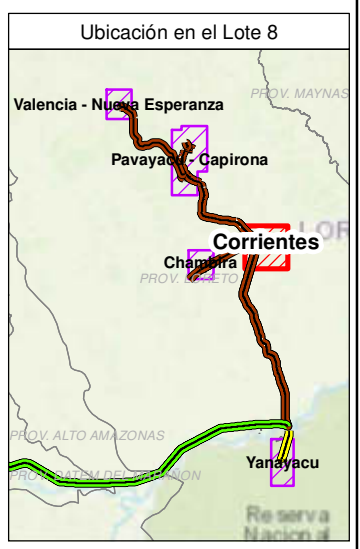 Ubicación en el Lote 8
PROV. MAYNAS
Valencia - Nueva Esperanza
Pavayacu - Capirona
LOR
Corrientes
Chambira
PROV. LORETO
PROV. ALTO AMAZONAS
Yanayacu
PROV. DATEM DEL MARAÑON
Reserva
Nacional